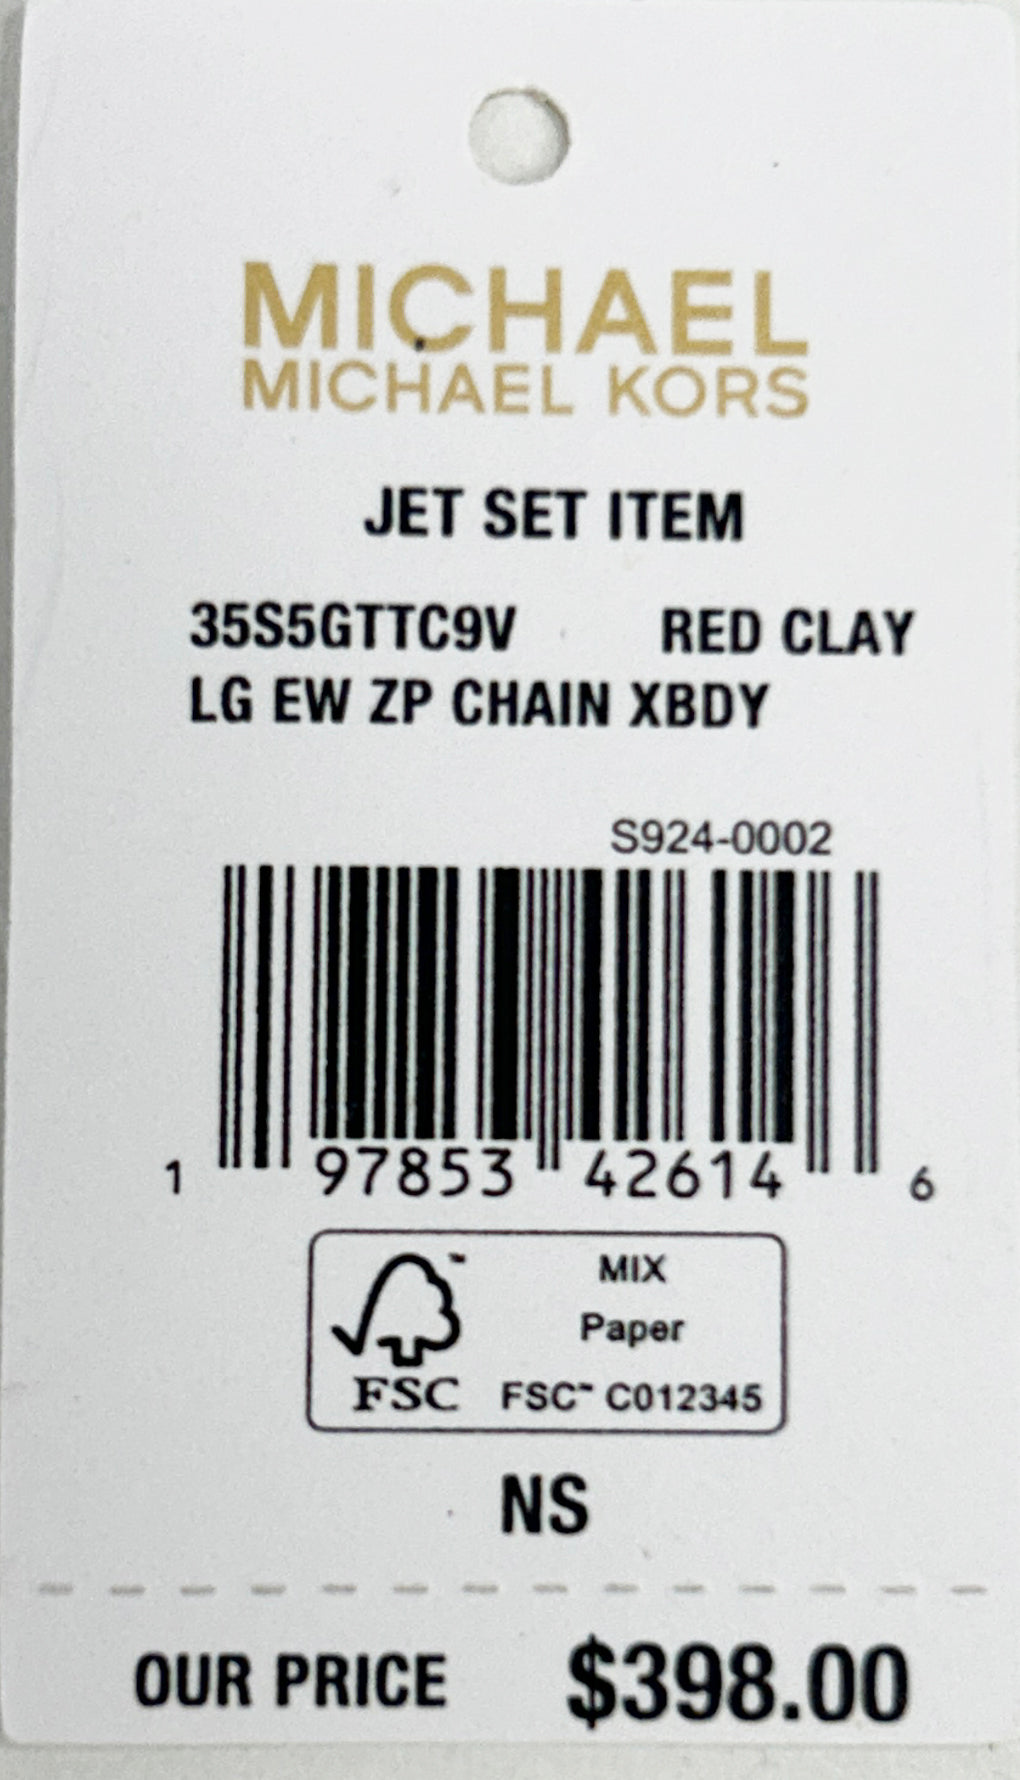 MICHAEL
MICHAEL KORS
JET SET ITEM
35S5GTTC9V RED CLAY
LG EW ZP CHAIN XBDY
S924-0002
1 97853 42614 6
MIX
Paper
FSC FSC™ C012345
NS
OUR PRICE $398.00